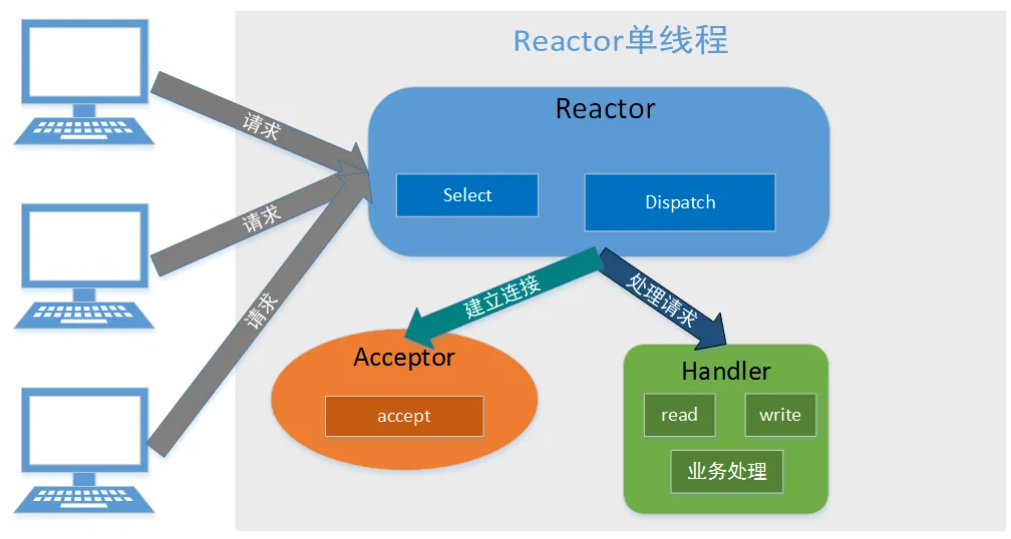 Reactor单线程
Reactor
请求
Select
Dispatch
请求
请求
建立连接
处理请求
Acceptor
accept
Handler
read
write
业务处理